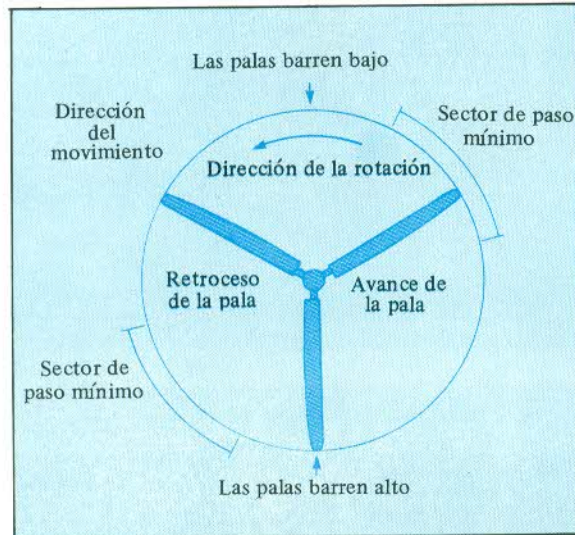 Las palas barren bajo
Dirección
del
movimiento
Sector de paso
mínimo
Dirección de la rotación
Retroceso
de la pala
Avance de
la pala
Sector de
paso mínimo
Las palas barren alto